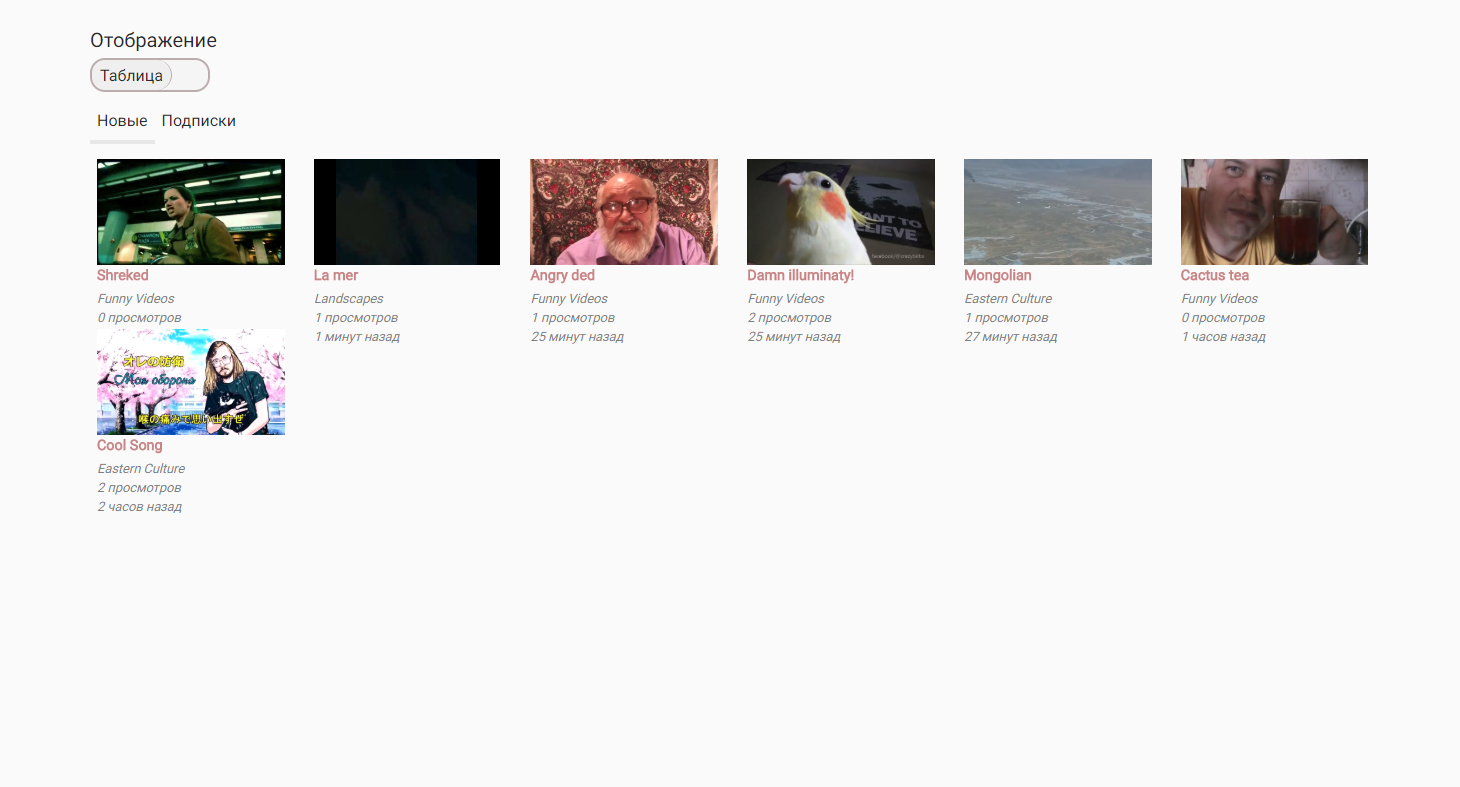 Отображение
Таблица
Новые Подписки
WANT TO
BELIEVE
Shreked
Funny Videos
0 просмотров
La mer
Landscapes
1 просмотров
1 минут назад
Angry ded
Funny Videos
1 просмотров
25 минут назад
Damn illuminaty!
Funny Videos
2 просмотров
25 минут назад
Mongolian
Eastern Culture
1 просмотров
27 минут назад
Cactus tea
Funny Videos
0 просмотров
1 часов назад
オレの防衛
Моя оборона
喉の痛みで思い出すぜ
Cool Song
Eastern Culture
2 просмотров
2 часов назад